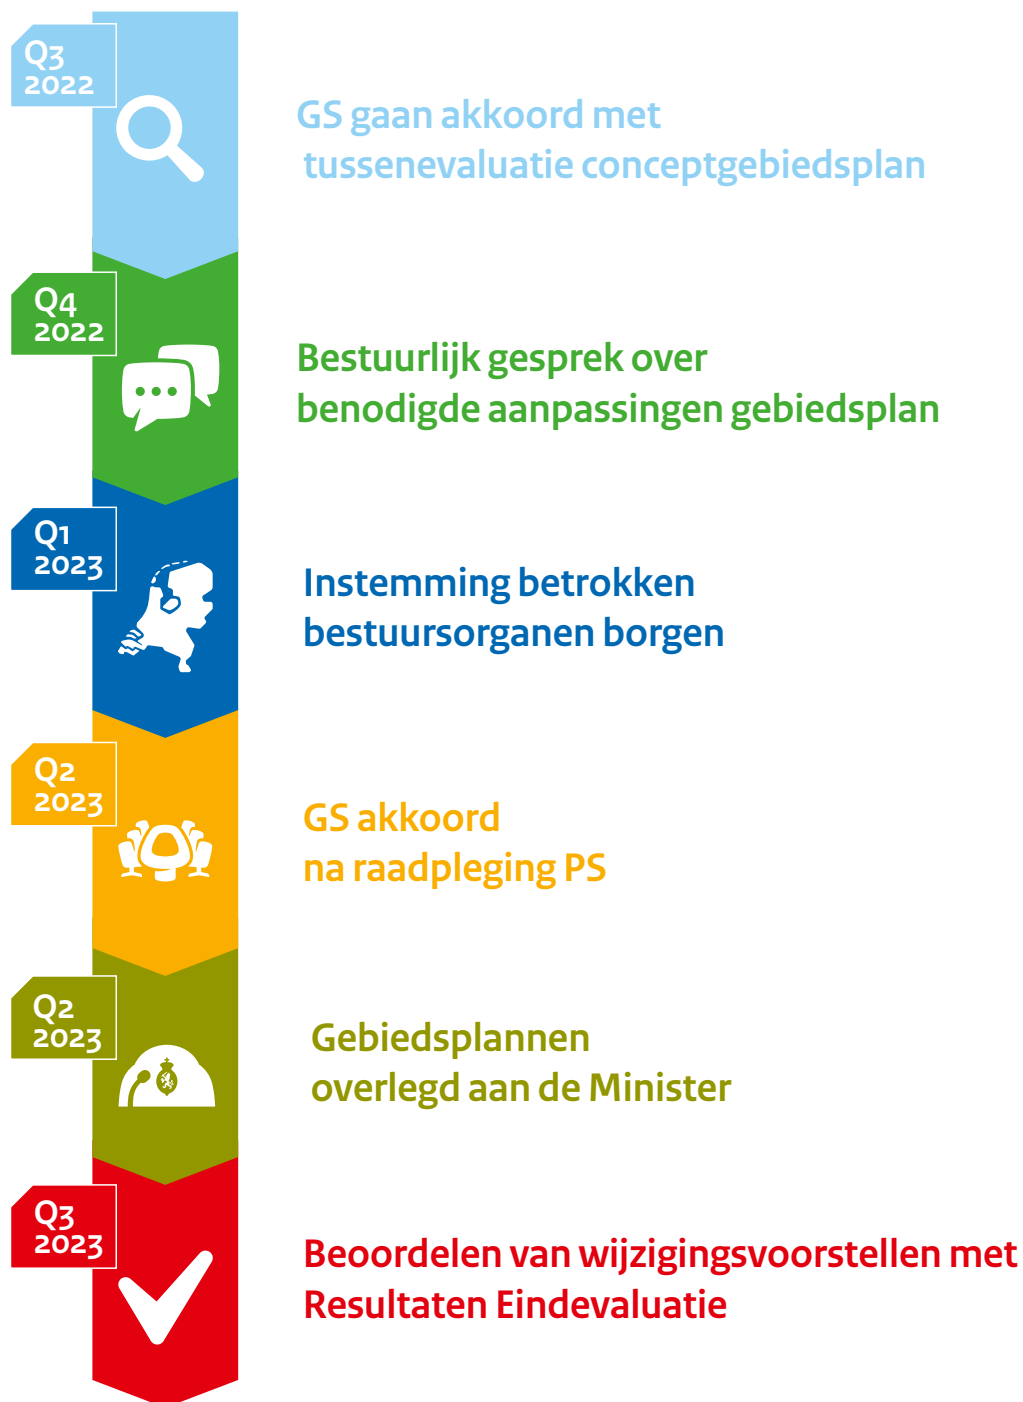 Q3
2022
GS gaan akkoord met
tussenevaluatie conceptgebiedsplan
Q4
2022
Bestuurlijk gesprek over
benodigde aanpassingen gebiedsplan
Q1
2023
Instemming betrokken
bestuursorganen borgen
Q2
2023
GS akkoord
na raadpleging PS
Q2
2023
Gebiedsplannen
overlegd aan de Minister
Q3
2023
Beoordelen van wijzigingsvoorstellen met
Resultaten Eindevaluatie